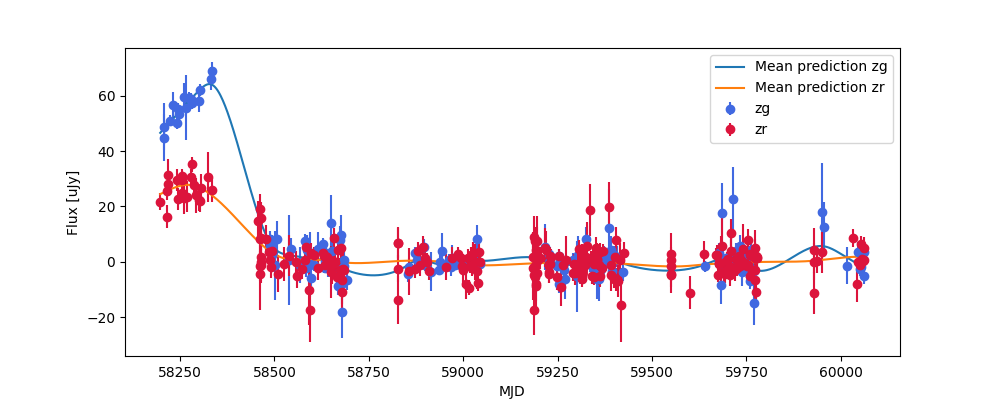 Mean prediction zg
Mean prediction zr
zg
zr
60
40
20
0
−20
Flux [uJy]
58250 58500 58750 59000 59250 59500 59750 60000
MJD